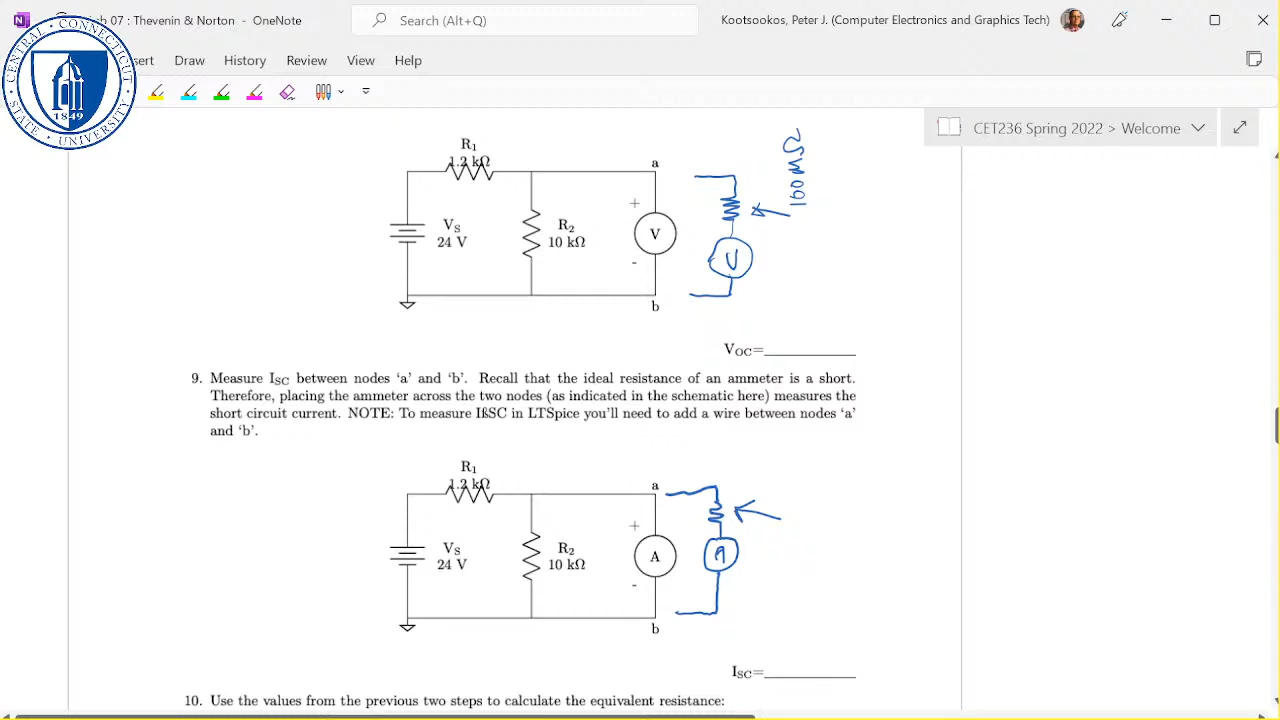 07 : Thevenin & Norton - OneNote
Search (Alt+Q)
Kootsookos, Peter J. (Computer Electronics and Graphics Tech)
CENTRAL CONNECTICUT STATE UNIVERSITY
1849
Draw
History
Review
View
Help
CET236 Spring 2022 > Welcome
R1
1.2 kΩ
a
100MΩ
+
VS
24 V
R2
10 kΩ
V
V
-
b
VOC=
9. Measure ISC between nodes ‘a’ and ‘b’. Recall that the ideal resistance of an ammeter is a short.
Therefore, placing the ammeter across the two nodes (as indicated in the schematic here) measures the
short circuit current. NOTE: To measure IßSC in LTSpice you’ll need to add a wire between nodes ‘a’
and ‘b’.
R1
1.2 kΩ
a
+
VS
24 V
R2
10 kΩ
A
A
-
b
ISC=
10. Use the values from the previous two steps to calculate the equivalent resistance: